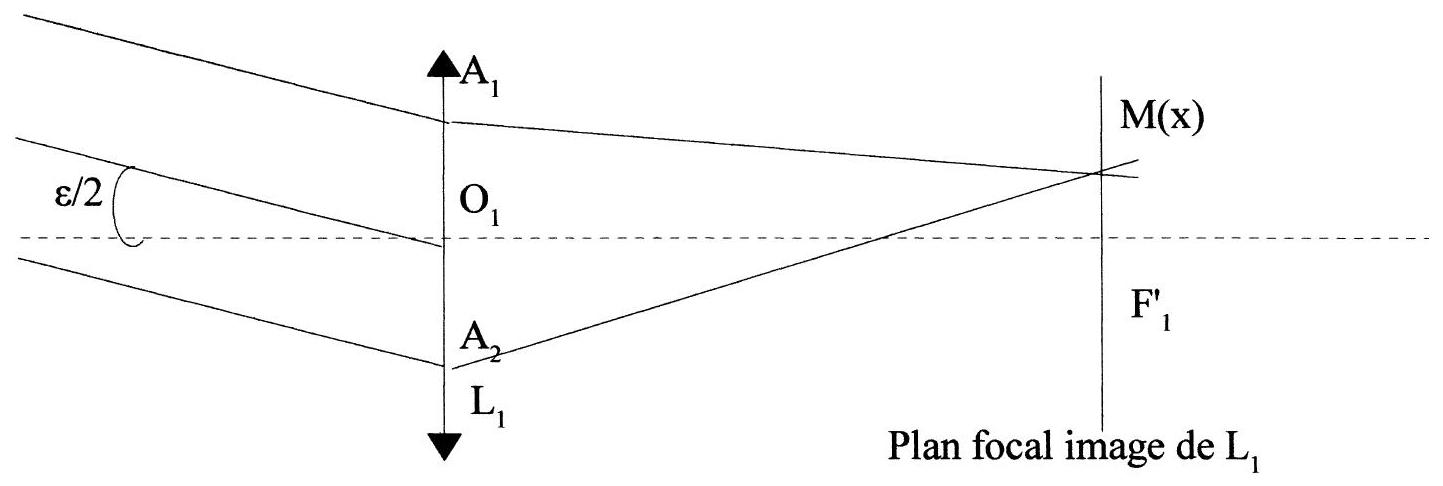 A₁
M(x)
ε/2
O₁
F'₁
A₂
L₁
Plan focal image de L₁